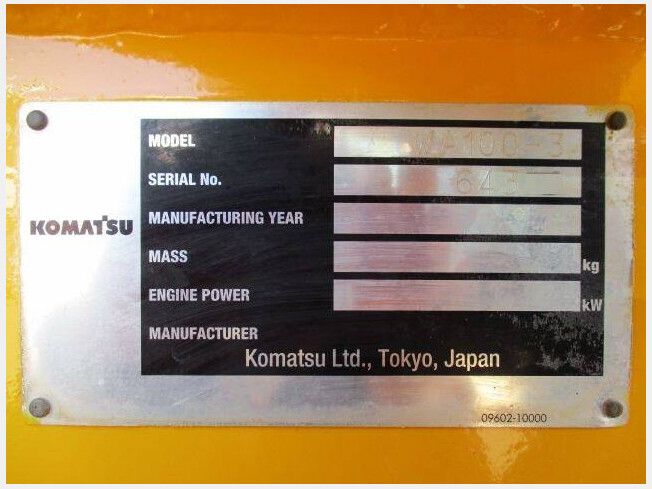 KOMATSU
MODEL WA100-3
SERIAL No.
MANUFACTURING YEAR
MASS kg
ENGINE POWER kW
MANUFACTURER
Komatsu Ltd., Tokyo, Japan
09602-10000